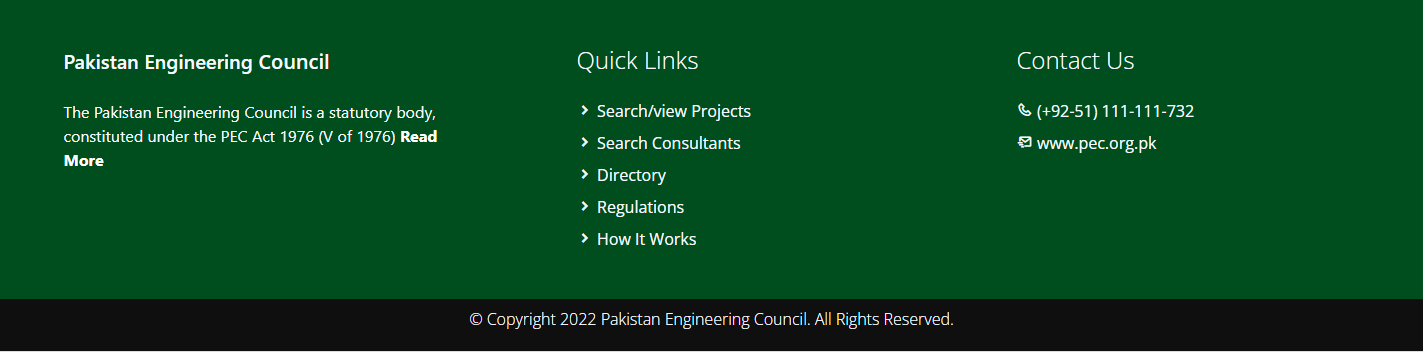 Pakistan Engineering Council
The Pakistan Engineering Council is a statutory body,
constituted under the PEC Act 1976 (V of 1976) Read
More
Quick Links
Search/view Projects
Search Consultants
Directory
Regulations
How It Works
Contact Us
(+92-51) 111-111-732
www.pec.org.pk
© Copyright 2022 Pakistan Engineering Council. All Rights Reserved.